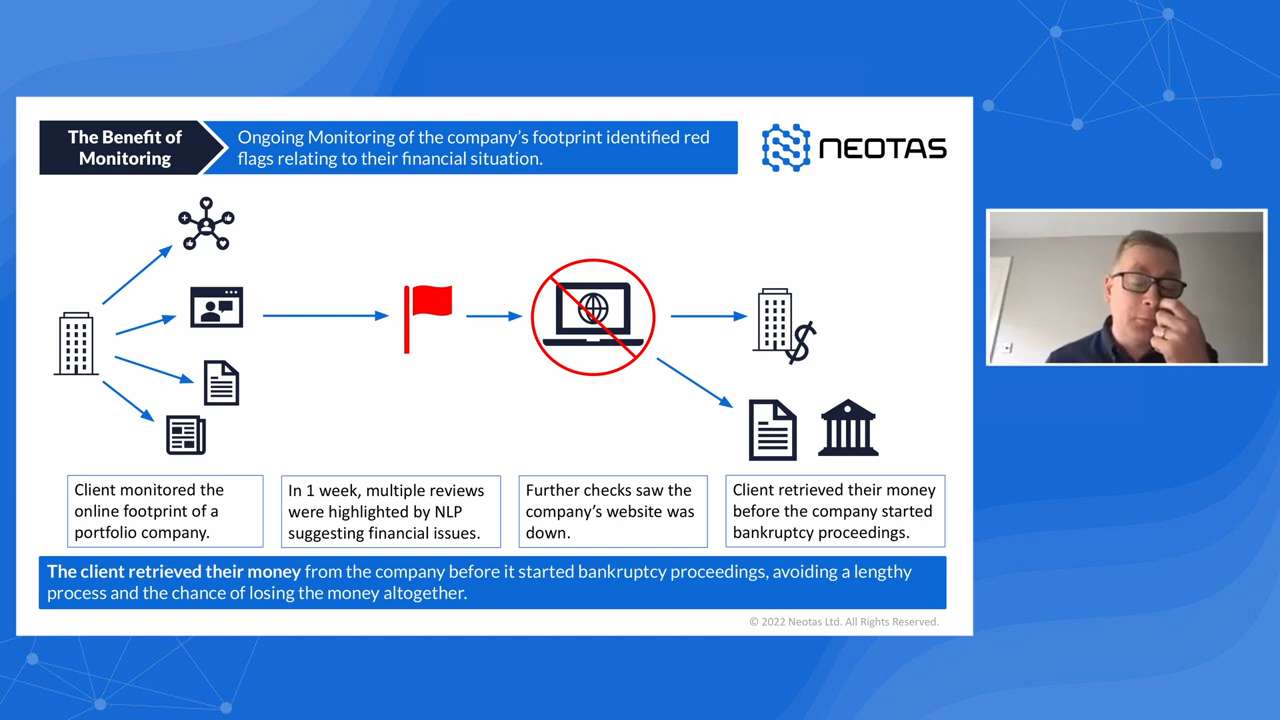 The Benefit of
Monitoring
Ongoing Monitoring of the company's footprint identified red
flags relating to their financial situation.
NEOTAS
Client monitored the
online footprint of a
portfolio company.
In 1 week, multiple reviews
were highlighted by NLP
suggesting financial issues.
Further checks saw the
company's website was
down.
Client retrieved their money
before the company started
bankruptcy proceedings.
The client retrieved their money from the company before it started bankruptcy proceedings, avoiding a lengthy
process and the chance of losing the money altogether.
© 2022 Neotas Ltd. All Rights Reserved.